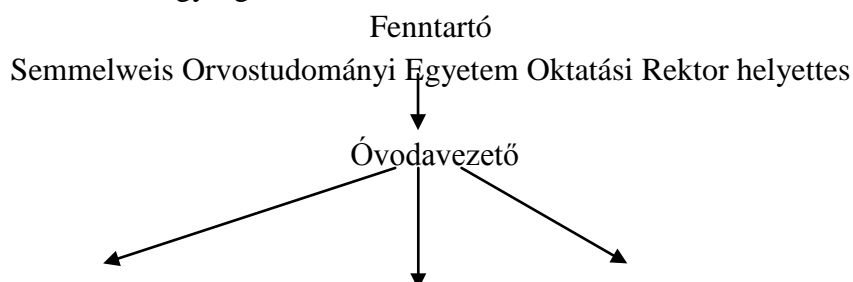 Fenntartó
Semmelweis Orvostudományi Egyetem Oktatási Rektor helyettes
Óvodavezető